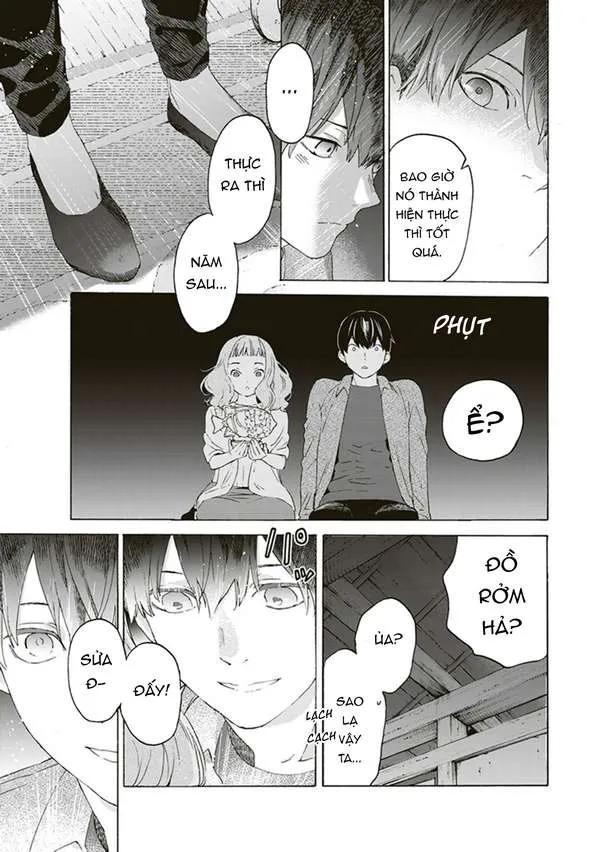 BAO GIỜ
NÓ THÀNH
HIỆN THỰC
THÌ TỐT
QUÁ.
...
THỰC
RA THÌ
NĂM
SAU...
PHỤT
Ể?
ĐỒ
RỞM
HẢ?
ỦA?
SAO
LẠ
VẬY
TA...
LẠCH
CẠCH
ĐẤY!
SỬA
Đ-